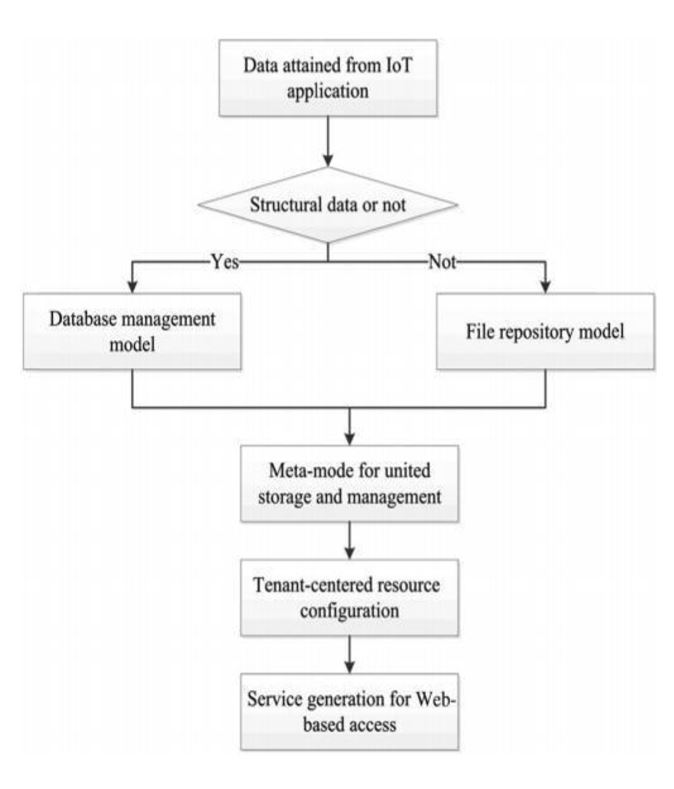 Data attained from IoT
application
Structural data or not
Yes
Not
Database management
model
File repository model
Meta-mode for united
storage and management
Tenant-centered resource
configuration
Service generation for Web-
based access